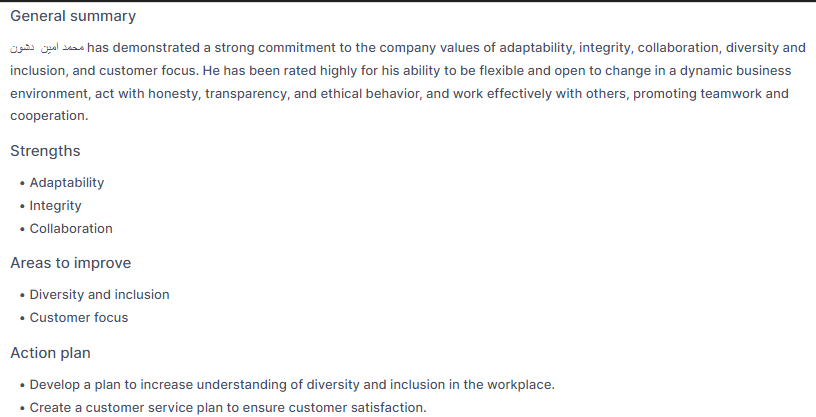 General summary
محمد امين دشون has demonstrated a strong commitment to the company values of adaptability, integrity, collaboration, diversity and
inclusion, and customer focus. He has been rated highly for his ability to be flexible and open to change in a dynamic business
environment, act with honesty, transparency, and ethical behavior, and work effectively with others, promoting teamwork and
cooperation.
Strengths
• Adaptability
• Integrity
• Collaboration
Areas to improve
• Diversity and inclusion
• Customer focus
Action plan
• Develop a plan to increase understanding of diversity and inclusion in the workplace.
• Create a customer service plan to ensure customer satisfaction.